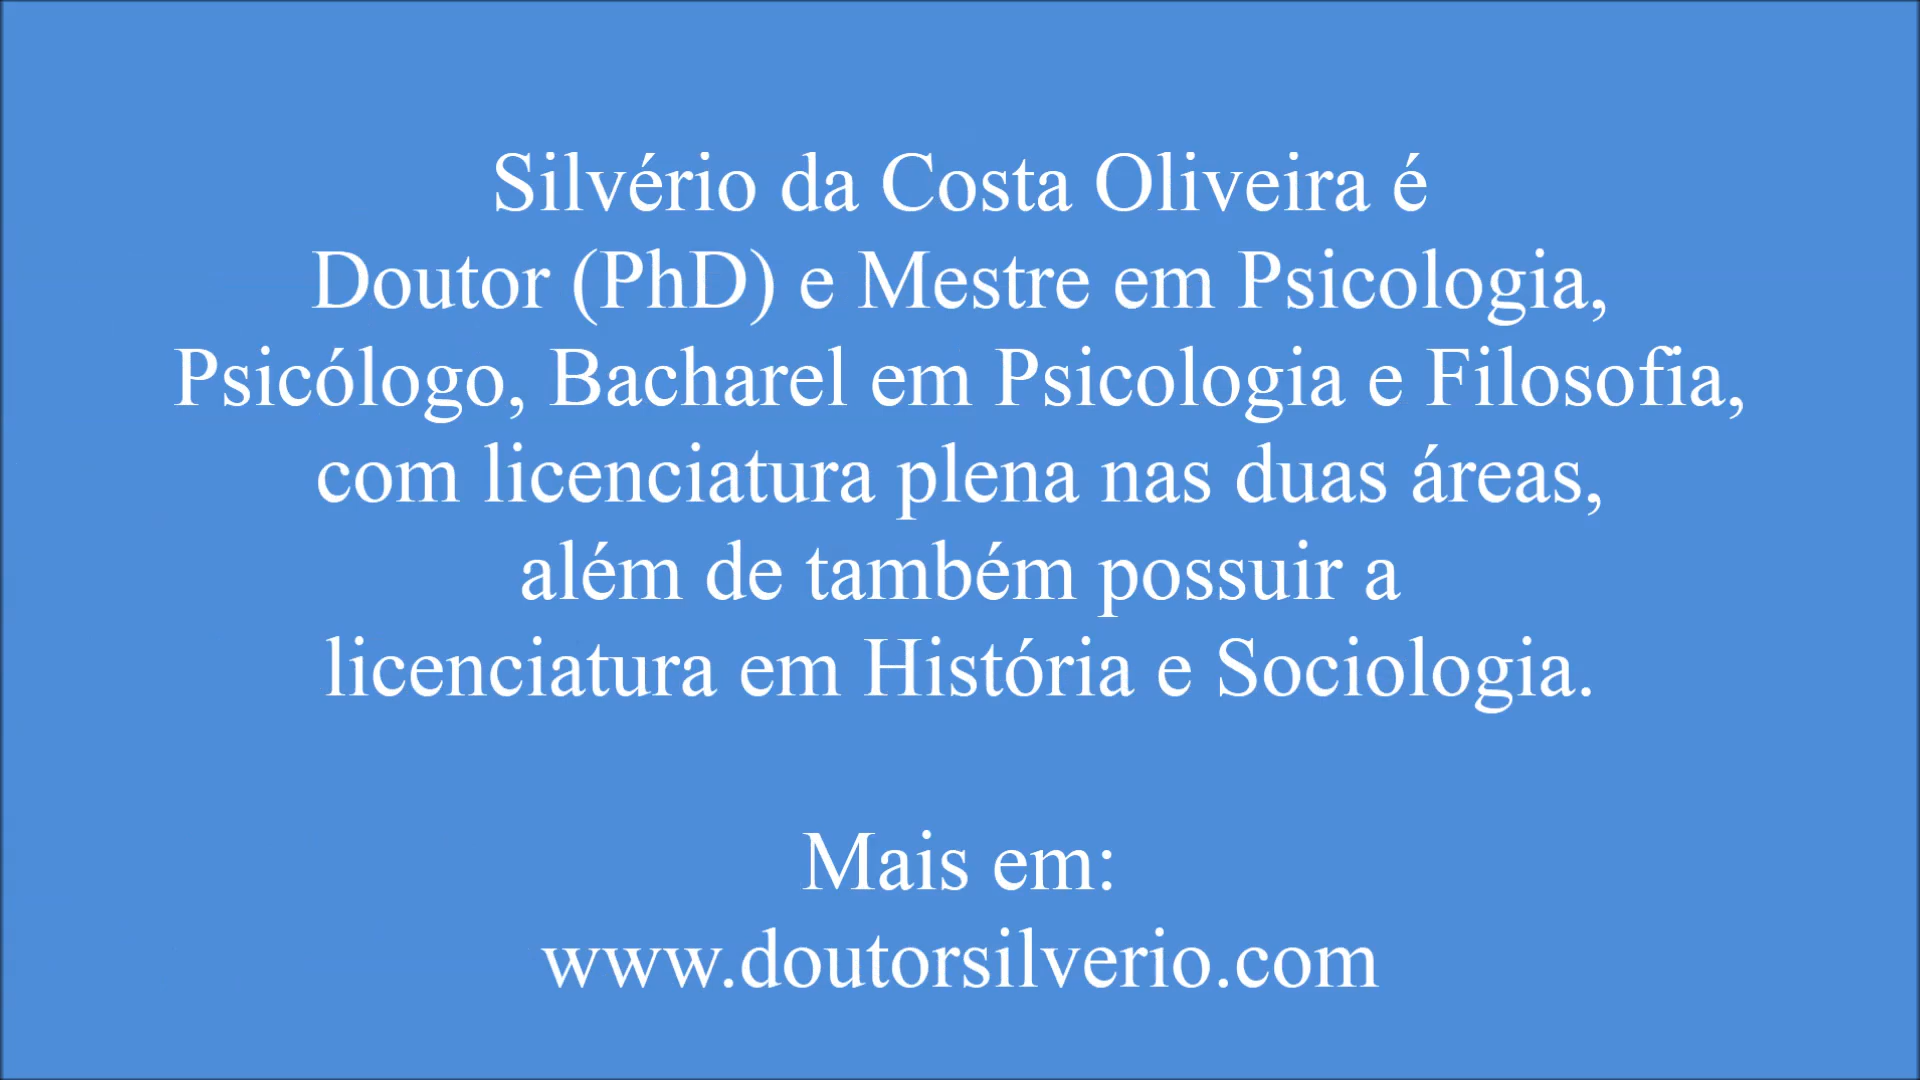 Silvério da Costa Oliveira é
Doutor (PhD) e Mestre em Psicologia,
Psicólogo, Bacharel em Psicologia e Filosofia,
com licenciatura plena nas duas áreas,
além de também possuir a
licenciatura em História e Sociologia.
Mais em:
www.doutorsilverio.com